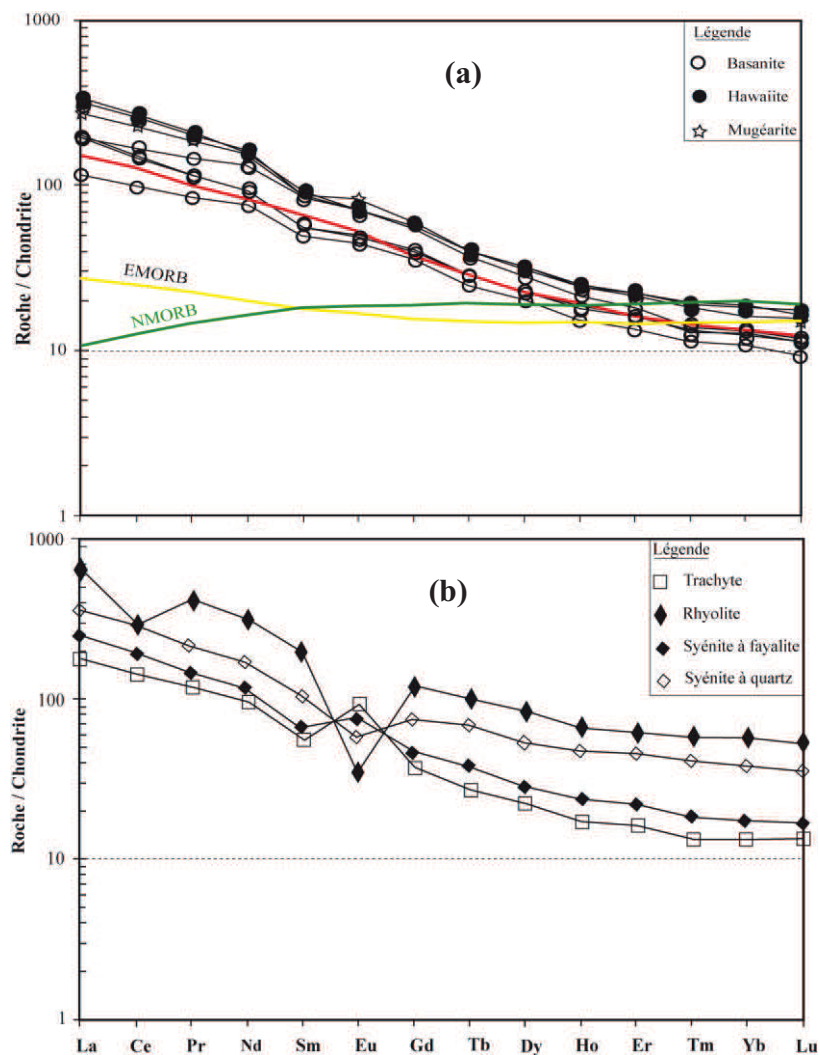 1000
100
10
1
Roche / Chondrite
(a)
Légende
Basanite
Hawaiite
Mugéarite
EMORB
NMORB
1000
100
10
1
Roche / Chondrite
(b)
Légende
Trachyte
Rhyolite
Syénite à fayalite
Syénite à quartz
La Ce Pr Nd Sm Eu Gd Tb Dy Ho Er Tm Yb Lu